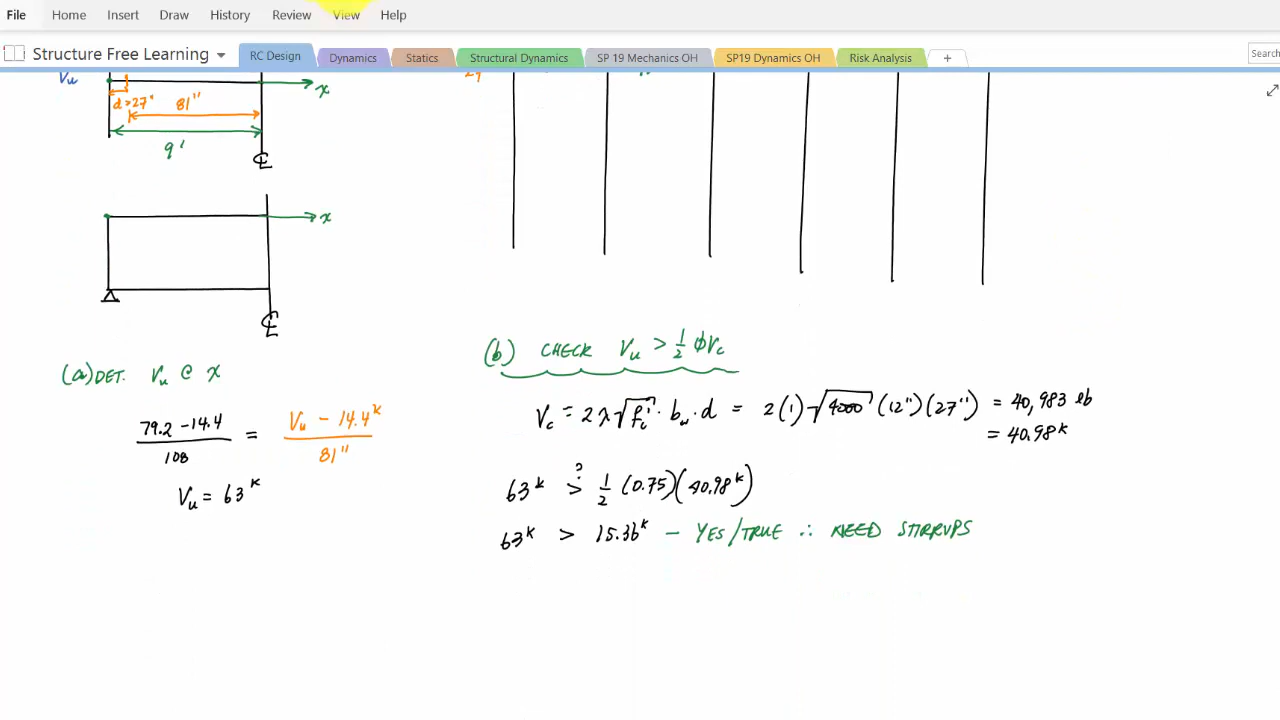 File Home Insert Draw History Review View Help
Structure Free Learning RC Design Dynamics Statics Structural Dynamics SP 19 Mechanics OH SP19 Dynamics OH Risk Analysis + Search
Vu x
d=27" 81"
9'
℄
x
℄
(a) DET. Vu @ x
79.2 - 14.4 / 108 = Vu - 14.4k / 81"
Vu = 63k
(b) CHECK Vu > 1/2 φVc
Vc = 2λ√f'c · bw · d = 2(1)√4000 (12")(27") = 40,983 lb
= 40.98k
63k >? 1/2 (0.75)(40.98k)
63k > 15.36k - YES/TRUE ∴ NEED STIRRUPS